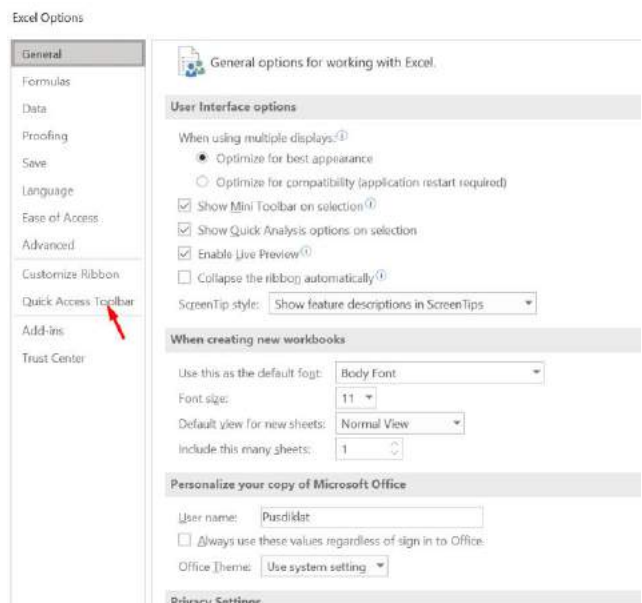 Excel Options
General
Formulas
Data
Proofing
Save
Language
Ease of Access
Advanced
Customize Ribbon
Quick Access Toolbar
Add-ins
Trust Center
General options for working with Excel.
User Interface options
When using multiple displays:
Optimize for best appearance
Optimize for compatibility (application restart required)
Show Mini Toolbar on selection
Show Quick Analysis options on selection
Enable Live Preview
Collapse the ribbon automatically
ScreenTip style: Show feature descriptions in ScreenTips
When creating new workbooks
Use this as the default font: Body Font
Font size: 11
Default view for new sheets: Normal View
Include this many sheets: 1
Personalize your copy of Microsoft Office
User name: Pusdiklat
Always use these values regardless of sign in to Office.
Office Theme: Use system setting
Privacy Settings